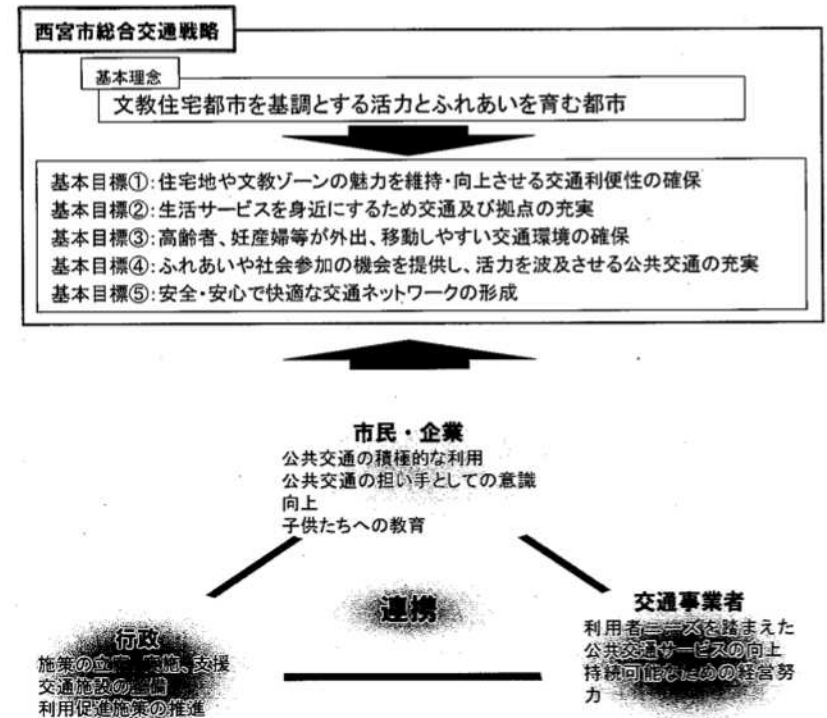 西宮市総合交通戦略
基本理念
文教住宅都市を基調とする活力とふれあいを育む都市
基本目標①:住宅地や文教ゾーンの魅力を維持・向上させる交通利便性の確保
基本目標②:生活サービスを身近にするため交通及び拠点の充実
基本目標③:高齢者、妊産婦等が外出、移動しやすい交通環境の確保
基本目標④:ふれあいや社会参加の機会を提供し、活力を波及させる公共交通の充実
基本目標⑤:安全・安心で快適な交通ネットワークの形成
市民・企業
公共交通の積極的な利用
公共交通の担い手としての意識
向上
子供たちへの教育
連携
行政
施策の立案、実施、支援
交通施設の整備
利用促進施策の推進
交通事業者
利用者ニーズを踏まえた
公共交通サービスの向上
持続可能なための経営努
力